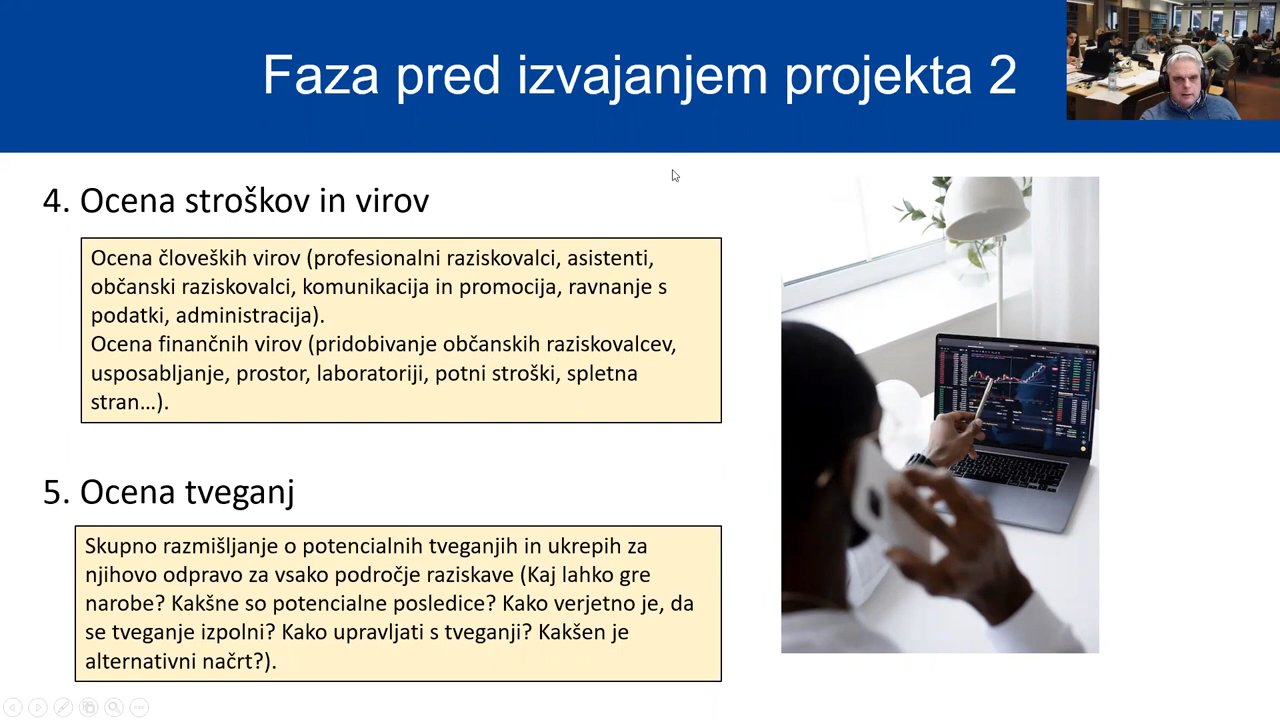 Faza pred izvajanjem projekta 2
4. Ocena stroškov in virov
Ocena človeških virov (profesionalni raziskovalci, asistenti,
občanski raziskovalci, komunikacija in promocija, ravnanje s
podatki, administracija).
Ocena finančnih virov (pridobivanje občanskih raziskovalcev,
usposabljanje, prostor, laboratoriji, potni stroški, spletna
stran…).
5. Ocena tveganj
Skupno razmišljanje o potencialnih tveganjih in ukrepih za
njihovo odpravo za vsako področje raziskave (Kaj lahko gre
narobe? Kakšne so potencialne posledice? Kako verjetno je, da
se tveganje izpolni? Kako upravljati s tveganji? Kakšen je
alternativni načrt?).